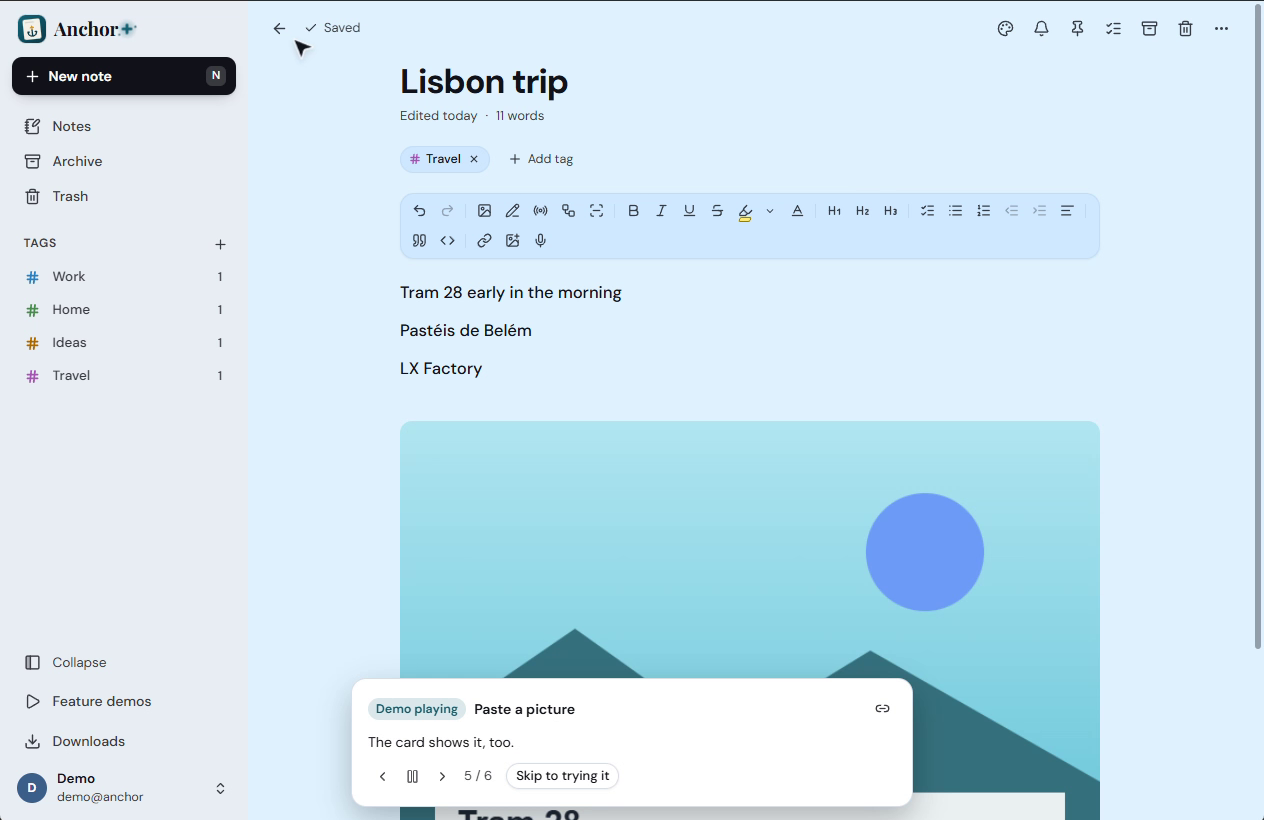 Anchor
Saved
New note
N
Notes
Archive
Trash
TAGS
Work 1
Home 1
Ideas 1
Travel 1
Collapse
Feature demos
Downloads
D
Demo
demo@anchor
Lisbon trip
Edited today · 11 words
# Travel
Add tag
B I U S A H1 H2 H3
Tram 28 early in the morning
Pastéis de Belém
LX Factory
Demo playing Paste a picture
The card shows it, too.
5 / 6 Skip to trying it
Tram 28